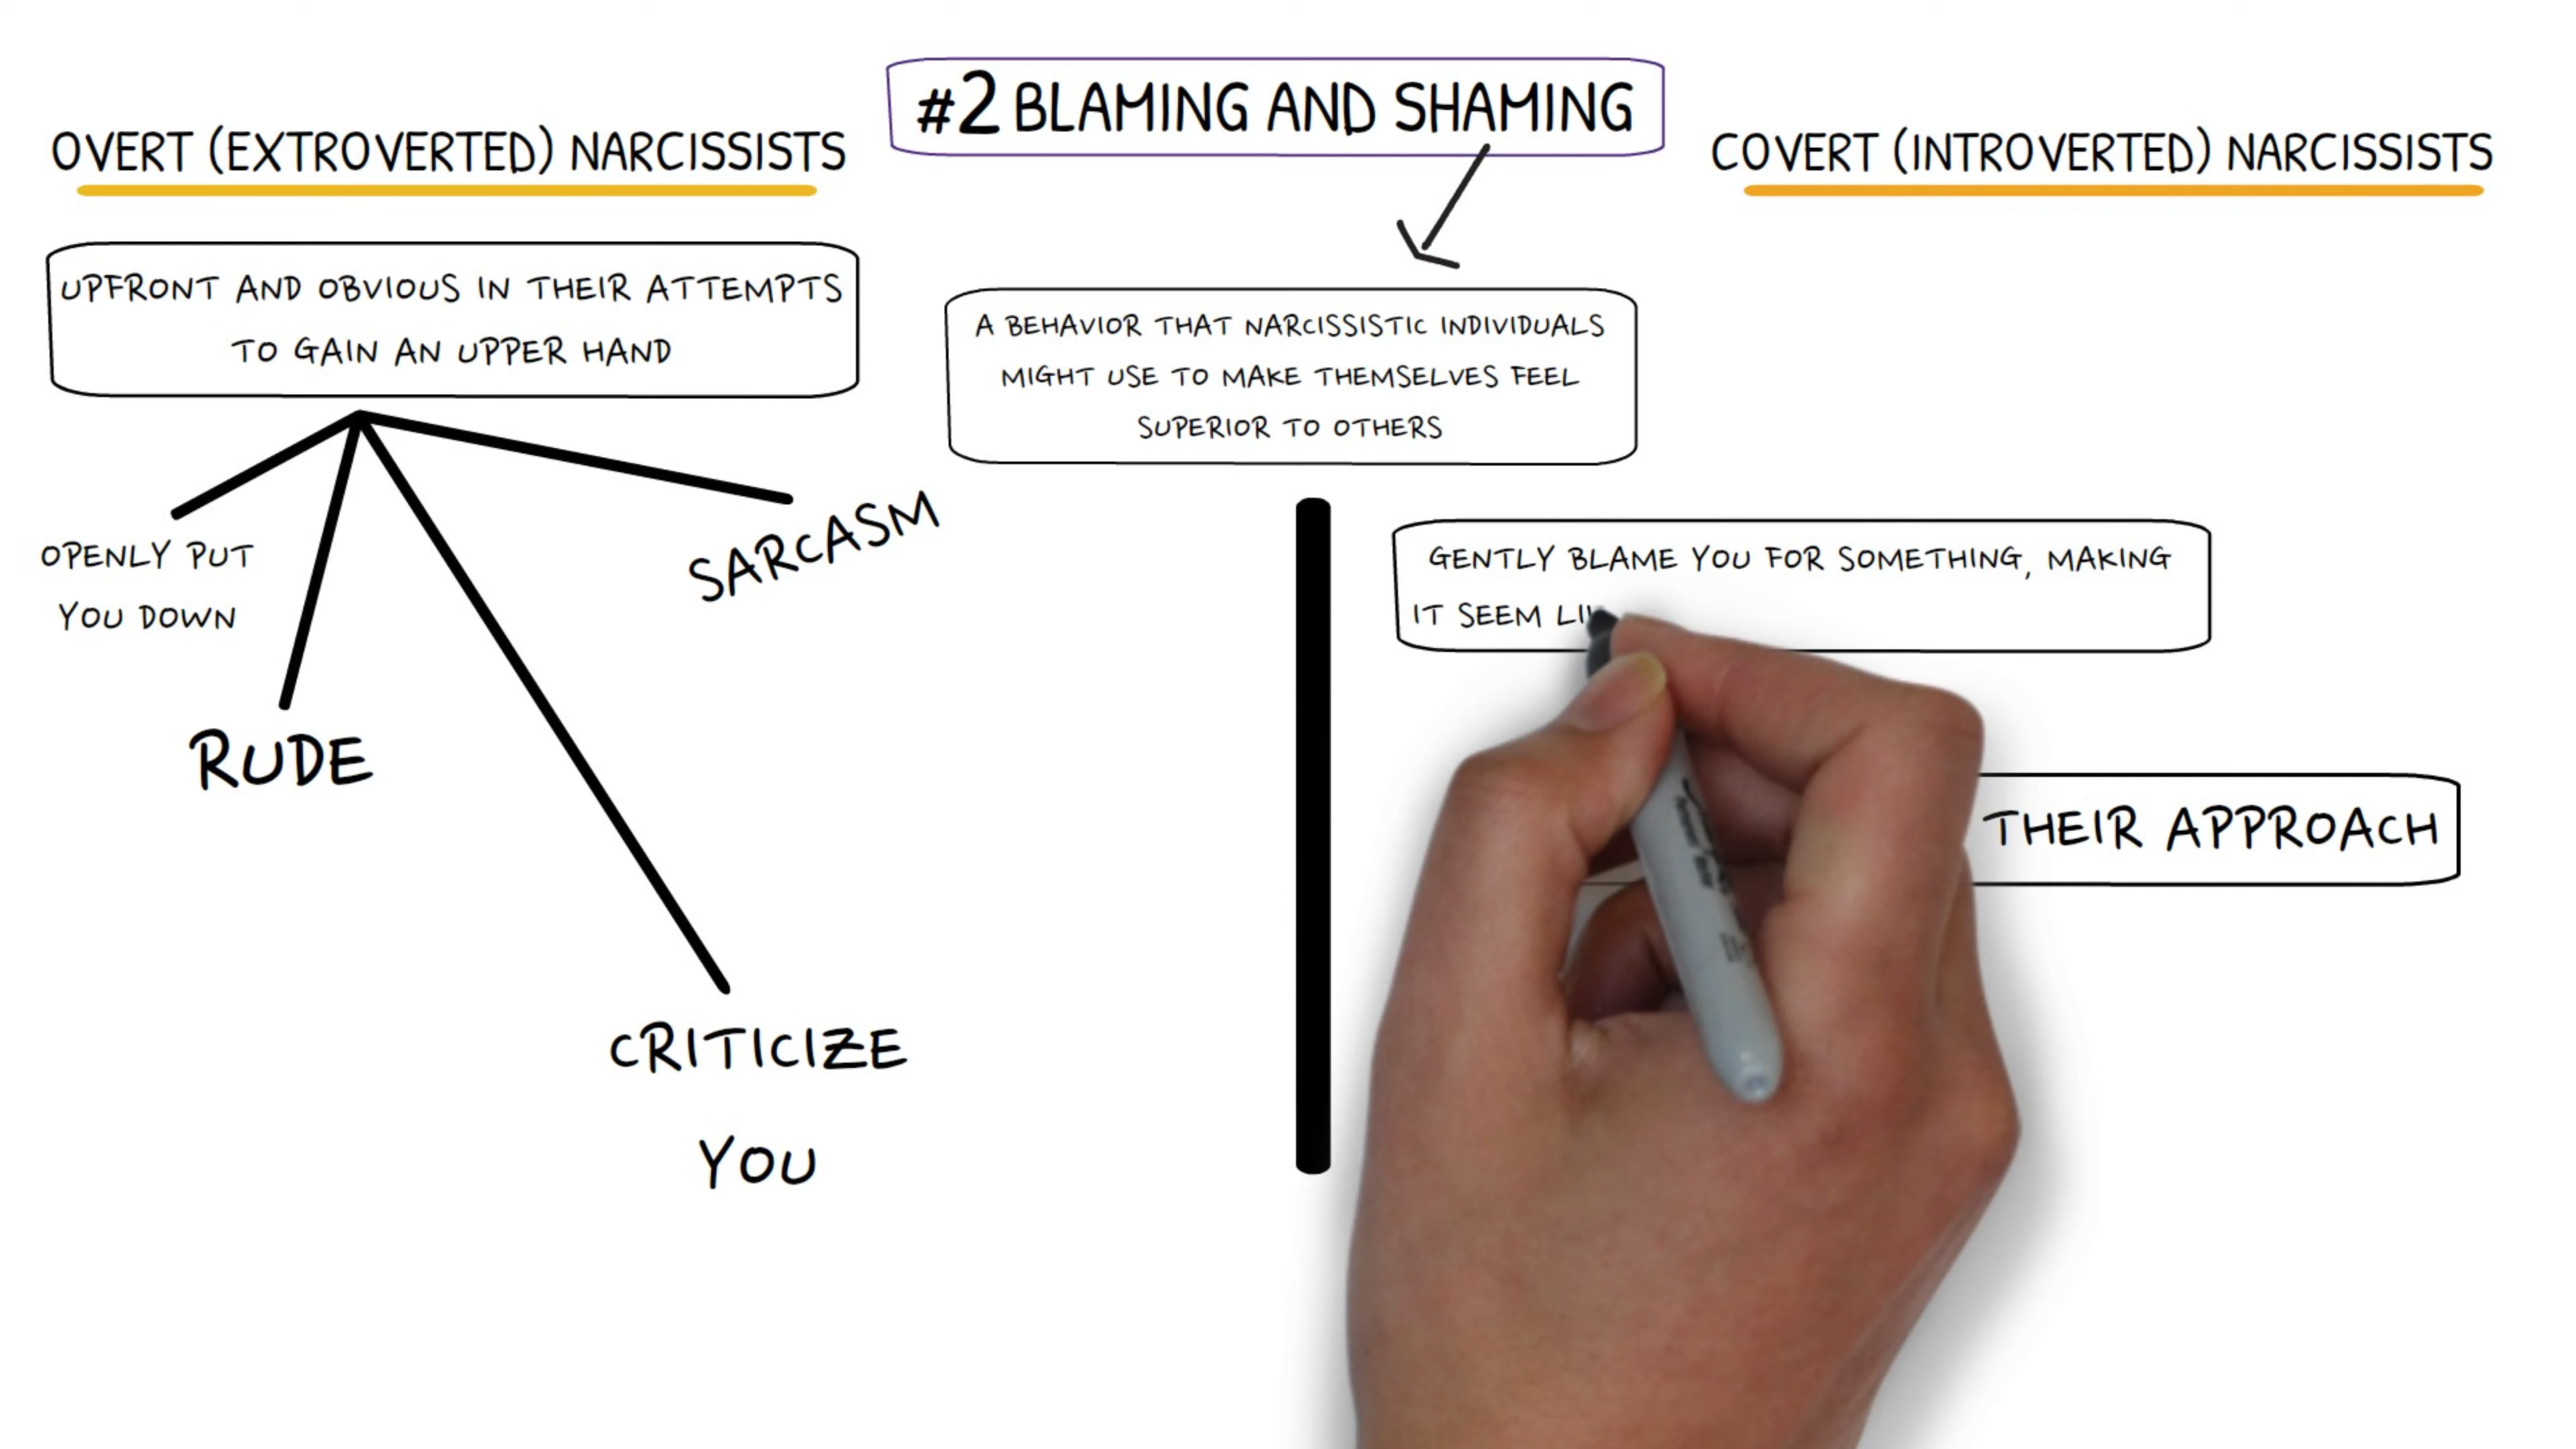 #2 BLAMING AND SHAMING
OVERT (EXTROVERTED) NARCISSISTS
COVERT (INTROVERTED) NARCISSISTS
UPFRONT AND OBVIOUS IN THEIR ATTEMPTS
TO GAIN AN UPPER HAND
A BEHAVIOR THAT NARCISSISTIC INDIVIDUALS
MIGHT USE TO MAKE THEMSELVES FEEL
SUPERIOR TO OTHERS
OPENLY PUT
YOU DOWN
RUDE
SARCASM
CRITICIZE
YOU
GENTLY BLAME YOU FOR SOMETHING, MAKING
IT SEEM
THEIR APPROACH